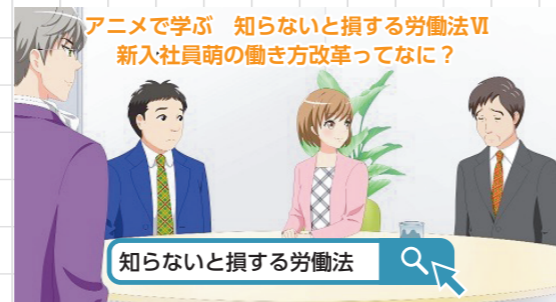 アニメで学ぶ　知らないと損する労働法Ⅵ
新入社員萌の働き方改革ってなに？
知らないと損する労働法